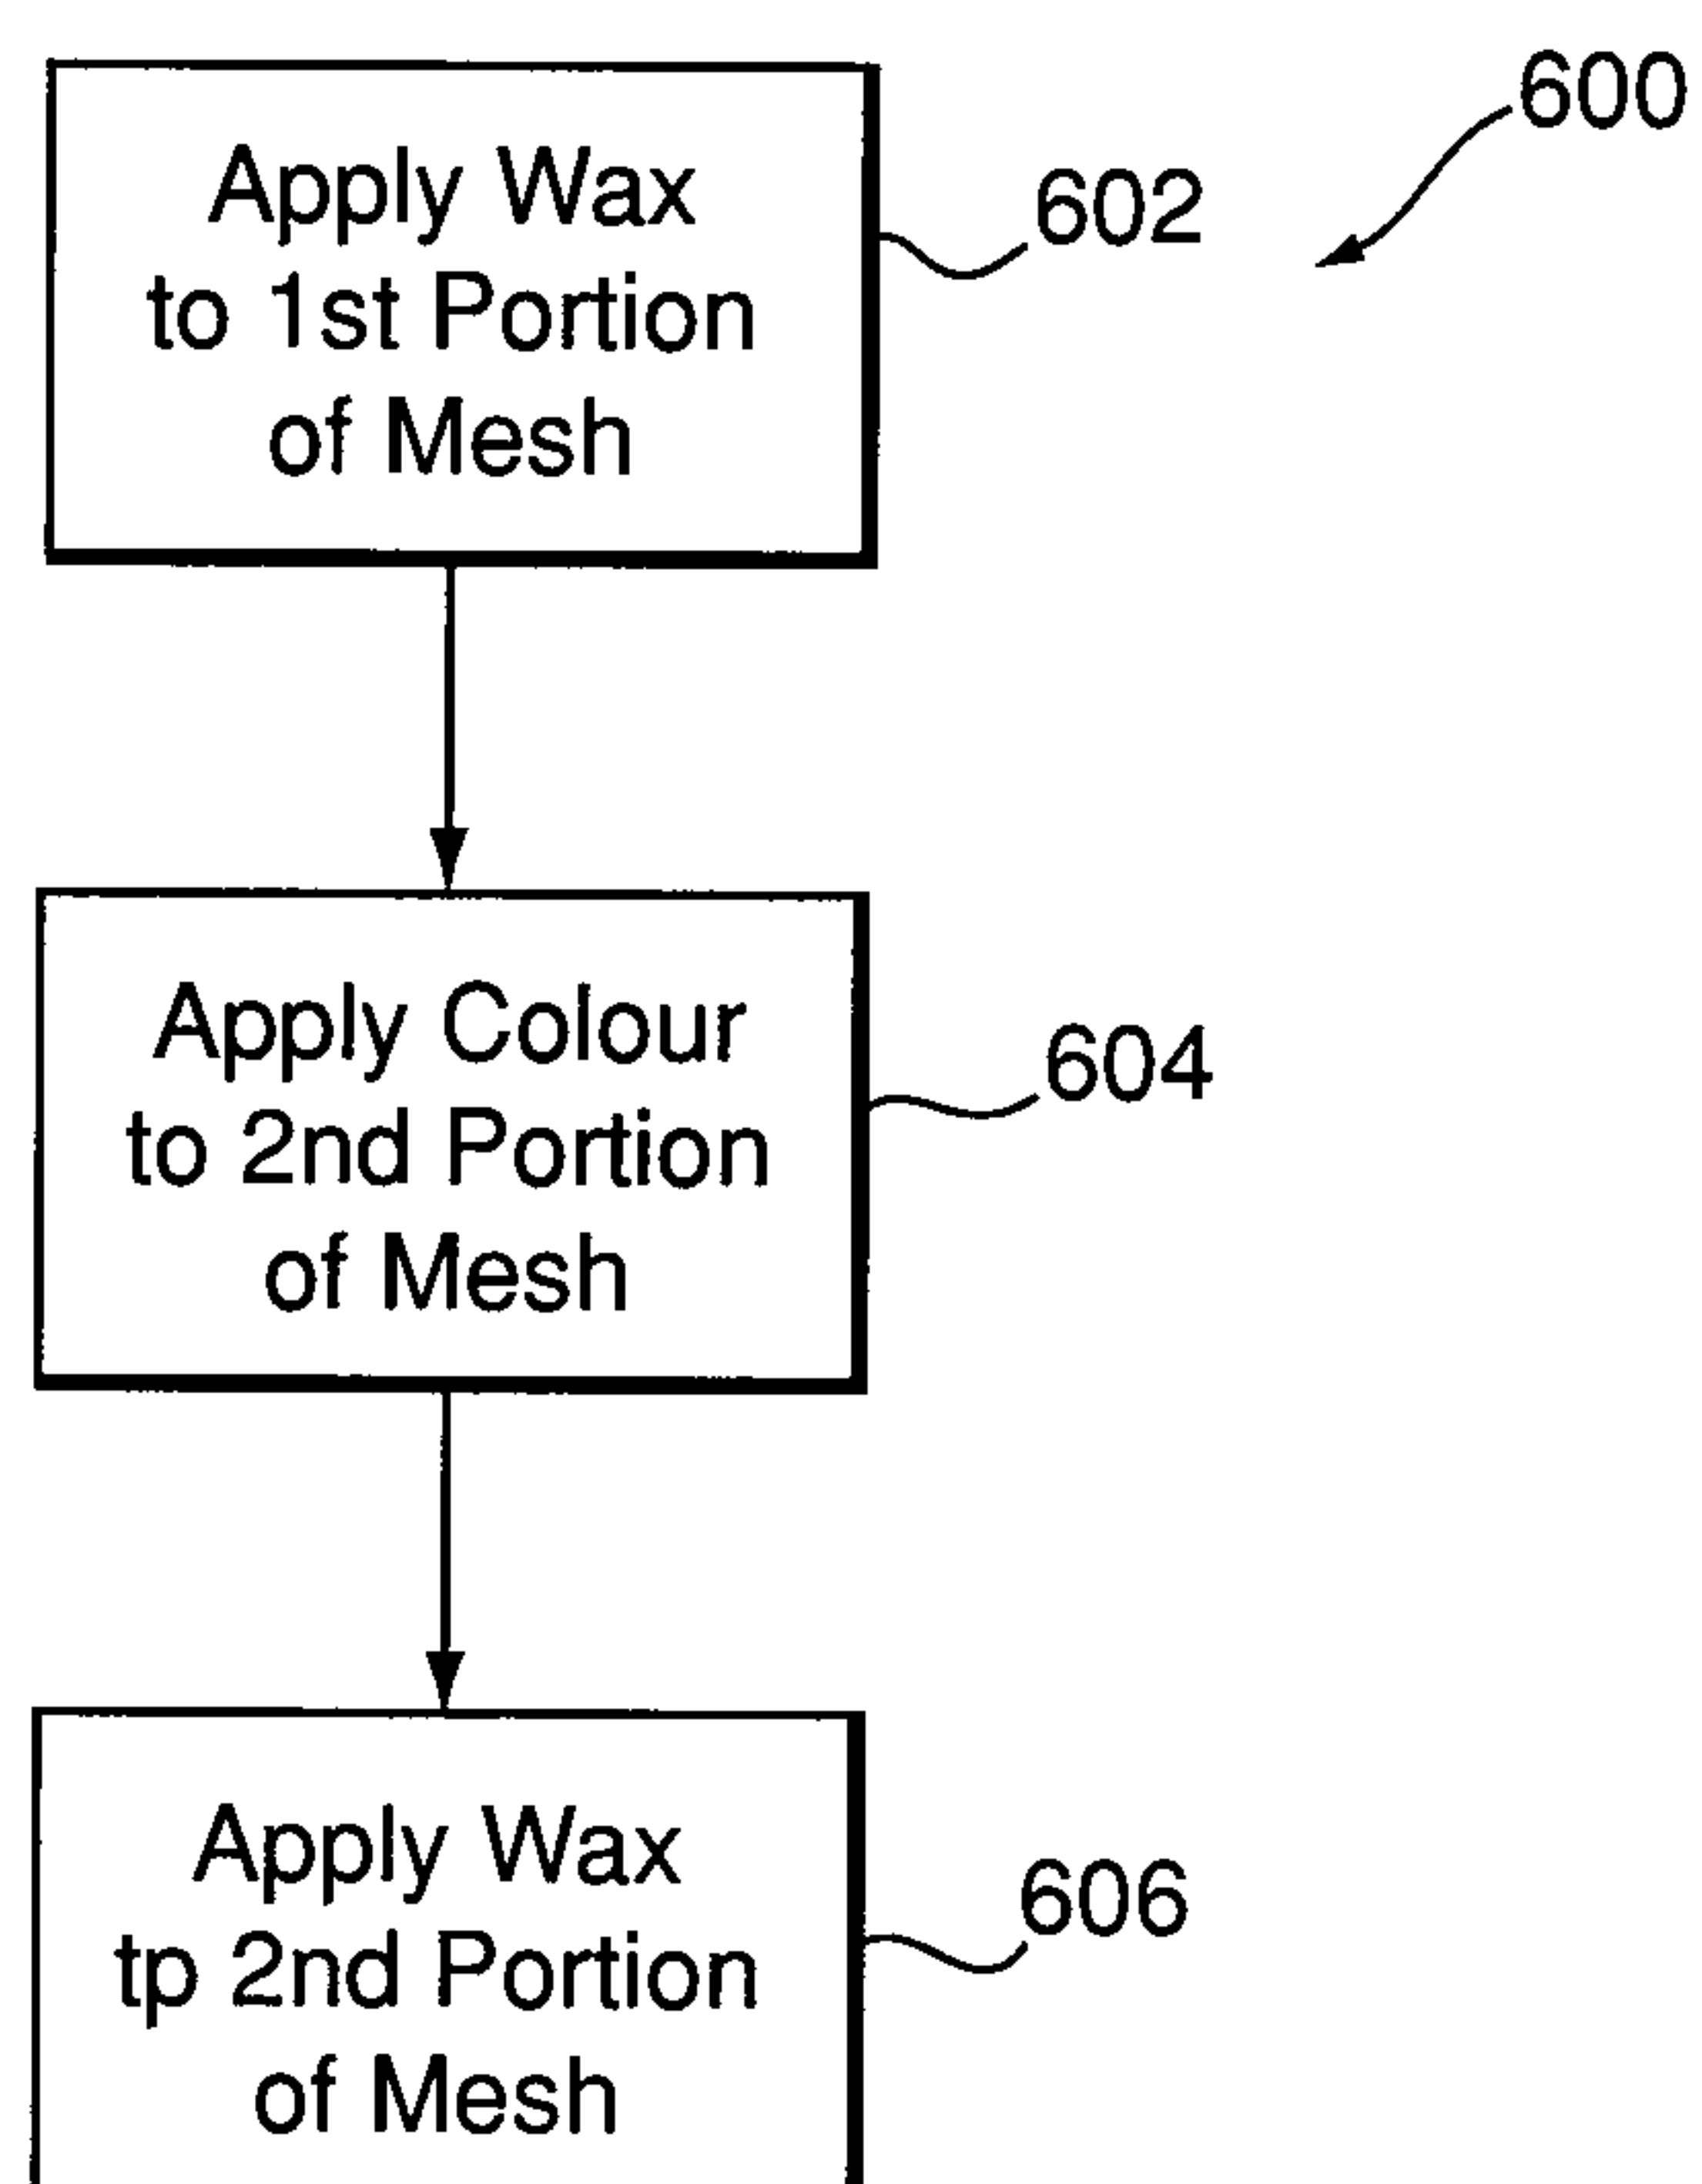 600
Apply Wax
to 1st Portion
of Mesh
602
Apply Colour
to 2nd Portion
of Mesh
604
Apply Wax
tp 2nd Portion
of Mesh
606